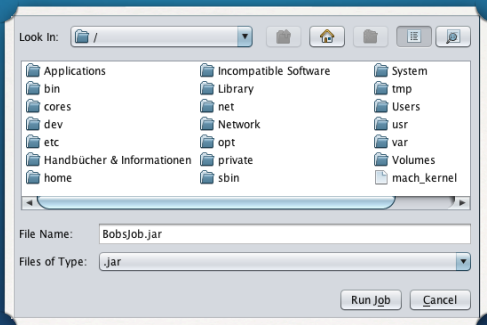 Look In: /
Applications
bin
cores
dev
etc
Handbücher & Informationen
home
Incompatible Software
Library
net
Network
opt
private
sbin
System
tmp
Users
usr
var
Volumes
mach_kernel
File Name: BobsJob.jar
Files of Type: .jar
Run Job Cancel